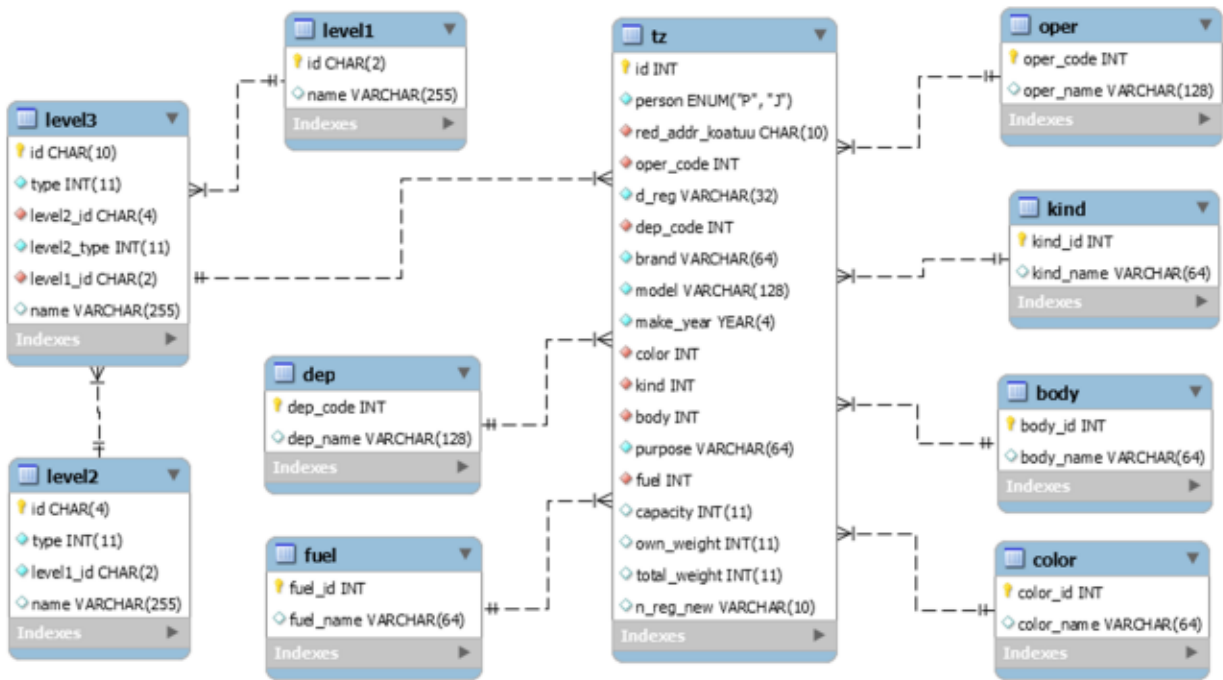 level1
id CHAR(2)
name VARCHAR(255)
Indexes
level3
id CHAR(10)
type INT(11)
level2_id CHAR(4)
level2_type INT(11)
level1_id CHAR(2)
name VARCHAR(255)
Indexes
level2
id CHAR(4)
type INT(11)
level1_id CHAR(2)
name VARCHAR(255)
Indexes
dep
dep_code INT
dep_name VARCHAR(128)
Indexes
fuel
fuel_id INT
fuel_name VARCHAR(64)
Indexes
tz
id INT
person ENUM("P", "J")
red_addr_koatuu CHAR(10)
oper_code INT
d_reg VARCHAR(32)
dep_code INT
brand VARCHAR(64)
model VARCHAR(128)
make_year YEAR(4)
color INT
kind INT
body INT
purpose VARCHAR(64)
fuel INT
capacity INT(11)
own_weight INT(11)
total_weight INT(11)
n_reg_new VARCHAR(10)
Indexes
oper
oper_code INT
oper_name VARCHAR(128)
Indexes
kind
kind_id INT
kind_name VARCHAR(64)
Indexes
body
body_id INT
body_name VARCHAR(64)
Indexes
color
color_id INT
color_name VARCHAR(64)
Indexes